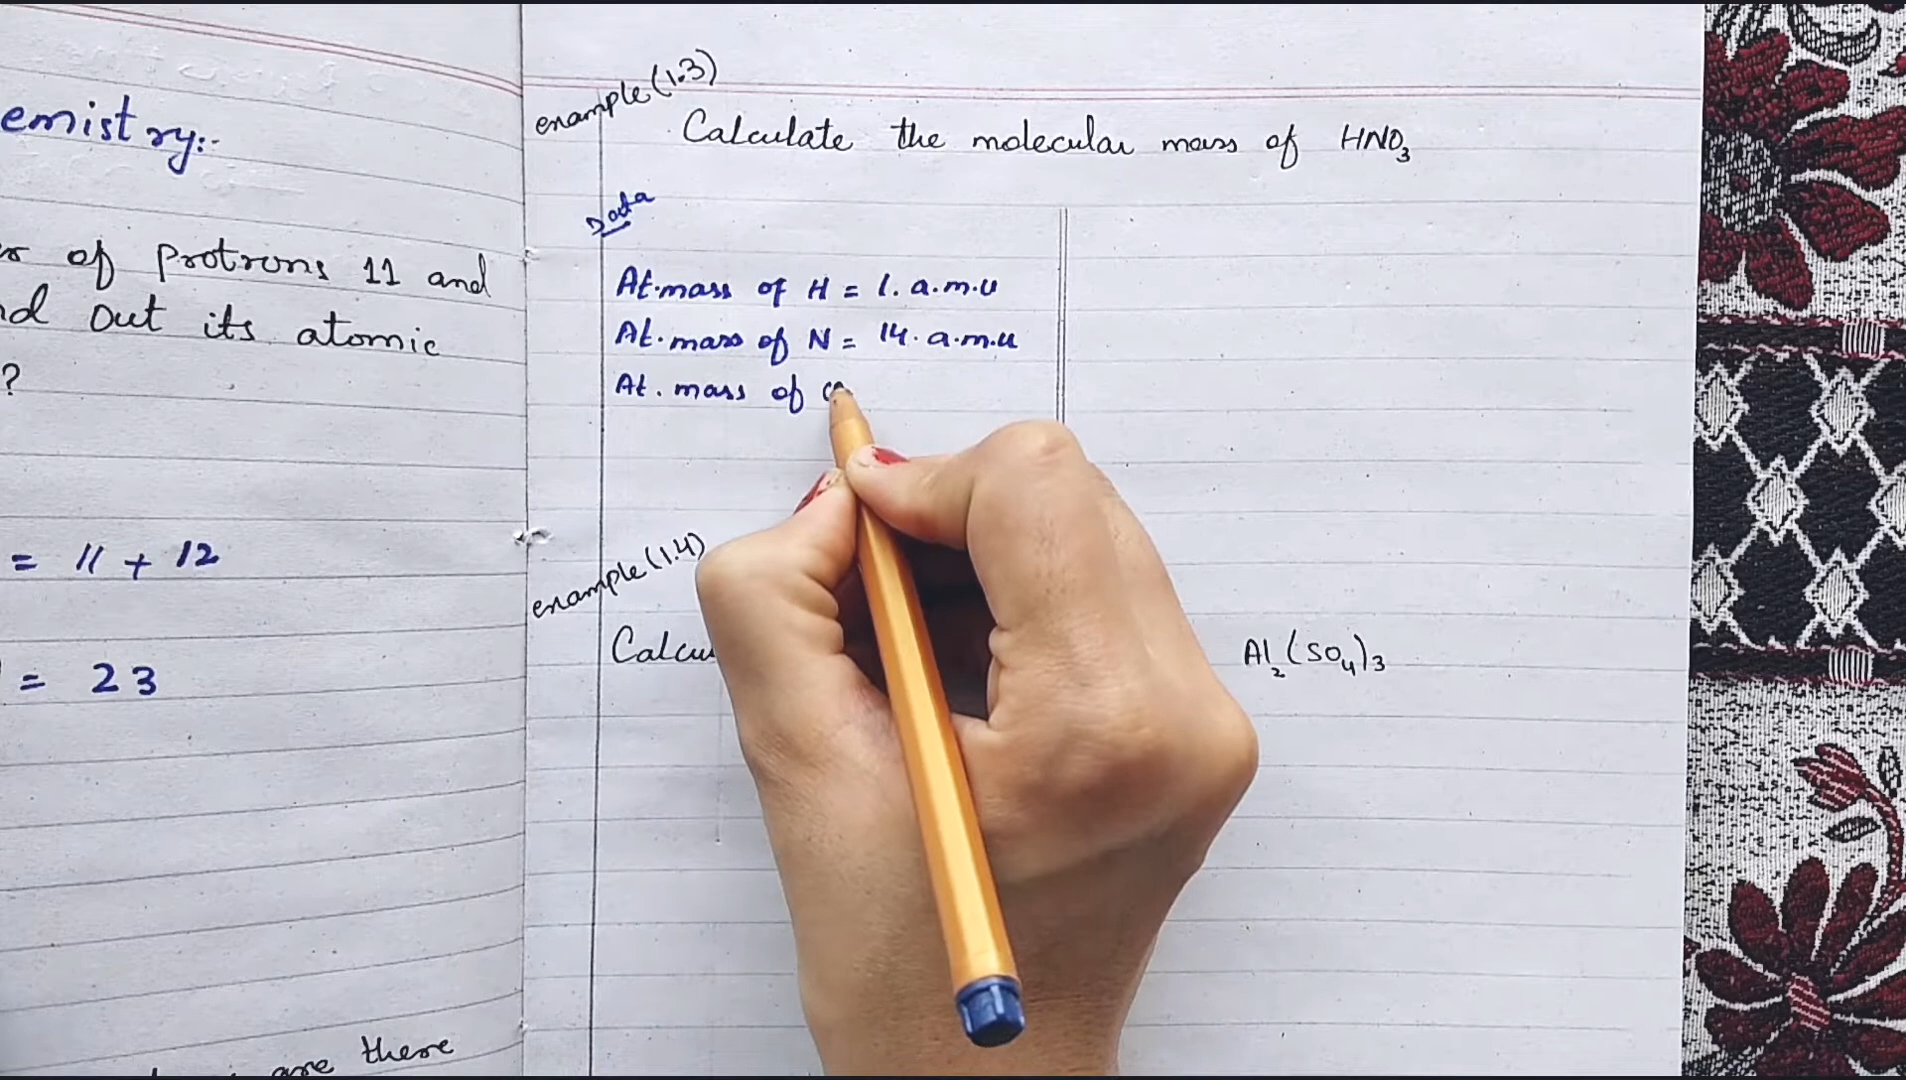 emistry:-
of protrons 11 and
out its atomic
?
= 11 + 12
= 23
are there
example (1.3)
Calculate the molecular mass of HNO₃
Data
At.mass of H = 1. a.m.u
At.mass of N = 14. a.m.u
At. mass of
example (1.4)
Calcu Al₂(SO₄)₃